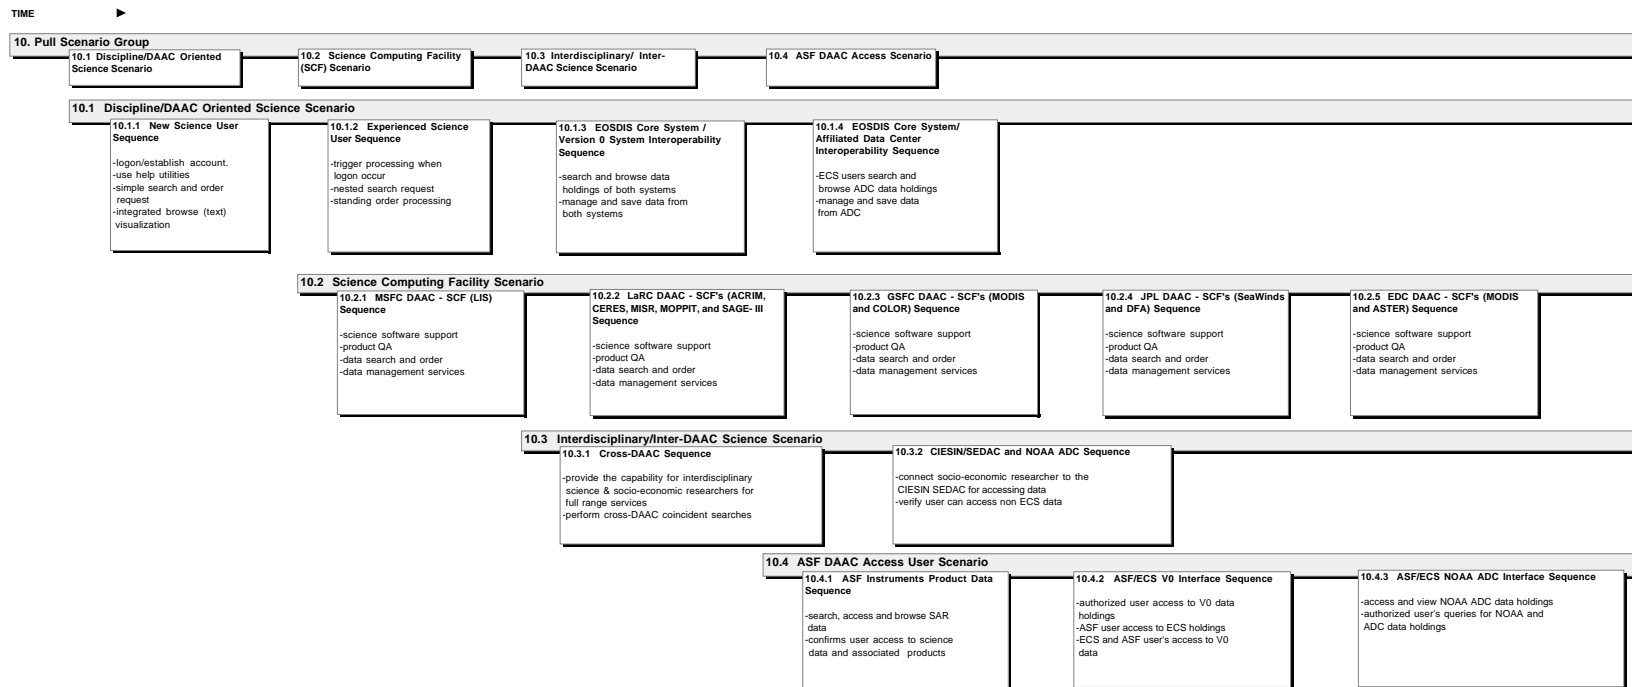 TIME
10. Pull Scenario Group
10.1 Discipline/DAAC Oriented
Science Scenario
10.2 Science Computing Facility
(SCF) Scenario
10.3 Interdisciplinary/ Inter-
DAAC Science Scenario
10.4 ASF DAAC Access Scenario
10.1 Discipline/DAAC Oriented Science Scenario
10.1.1 New Science User
Sequence
-logon/establish account.
-use help utilities
-simple search and order
request
-integrated browse (text)
visualization
10.1.2 Experienced Science
User Sequence
-trigger processing when
logon occur
-nested search request
-standing order processing
10.1.3 EOSDIS Core System /
Version 0 System Interoperability
Sequence
-search and browse data
holdings of both systems
-manage and save data from
both systems
10.1.4 EOSDIS Core System/
Affiliated Data Center
Interoperability Sequence
-ECS users search and
browse ADC data holdings
-manage and save data
from ADC
10.2 Science Computing Facility Scenario
10.2.1 MSFC DAAC - SCF (LIS)
Sequence
-science software support
-product QA
-data search and order
-data management services
10.2.2 LaRC DAAC - SCF's (ACRIM,
CERES, MISR, MOPPIT, and SAGE- III
Sequence
-science software support
-product QA
-data search and order
-data management services
10.2.3 GSFC DAAC - SCF's (MODIS
and COLOR) Sequence
-science software support
-product QA
-data search and order
-data management services
10.2.4 JPL DAAC - SCF's (SeaWinds
and DFA) Sequence
-science software support
-product QA
-data search and order
-data management services
10.2.5 EDC DAAC - SCF's (MODIS
and ASTER) Sequence
-science software support
-product QA
-data search and order
-data management services
10.3 Interdisciplinary/Inter-DAAC Science Scenario
10.3.1 Cross-DAAC Sequence
-provide the capability for interdisciplinary
science & socio-economic researchers for
full range services
-perform cross-DAAC coincident searches
10.3.2 CIESIN/SEDAC and NOAA ADC Sequence
-connect socio-economic researcher to the
CIESIN SEDAC for accessing data
-verify user can access non ECS data
10.4 ASF DAAC Access User Scenario
10.4.1 ASF Instruments Product Data
Sequence
-search, access and browse SAR
data
-confirms user access to science
data and associated products
10.4.2 ASF/ECS V0 Interface Sequence
-authorized user access to V0 data
holdings
-ASF user access to ECS holdings
-ECS and ASF user's access to V0
data
10.4.3 ASF/ECS NOAA ADC Interface Sequence
-access and view NOAA ADC data holdings
-authorized user's queries for NOAA and
ADC data holdings